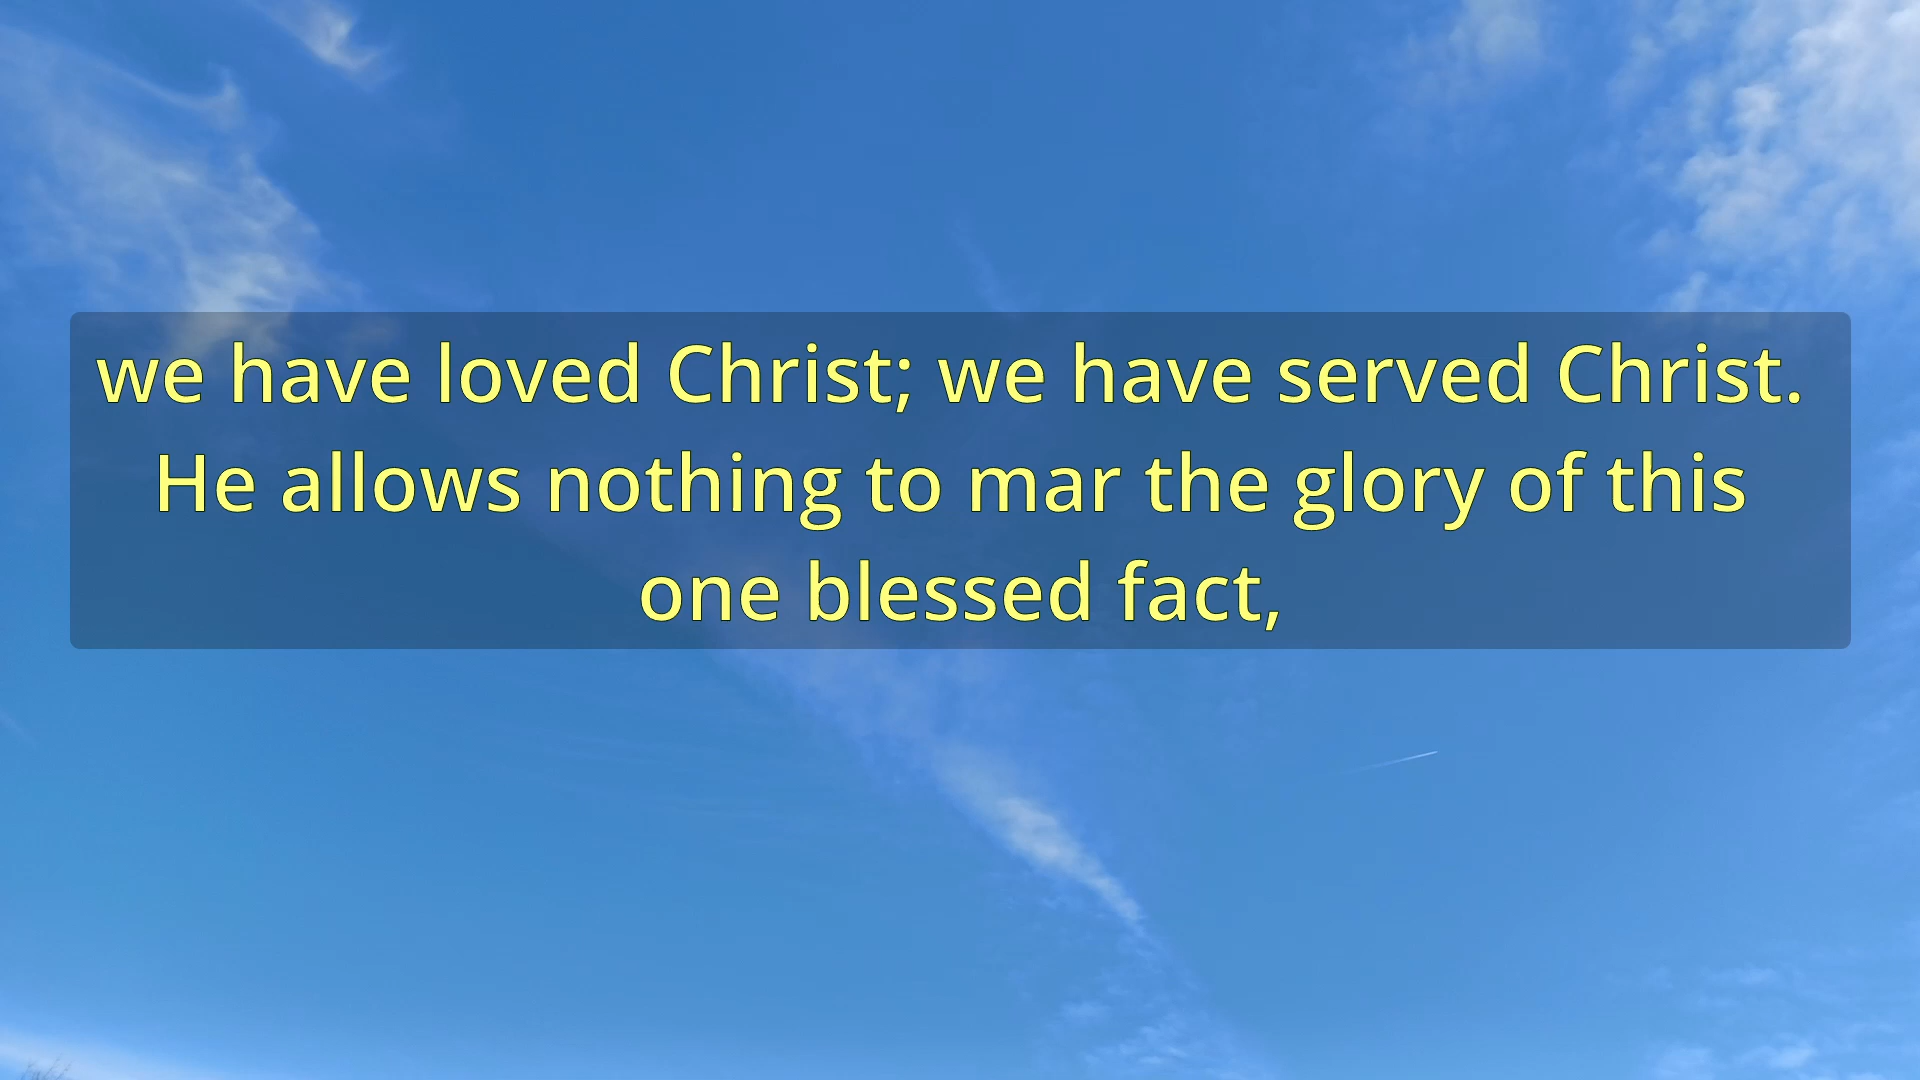 we have loved Christ; we have served Christ.
He allows nothing to mar the glory of this
one blessed fact,